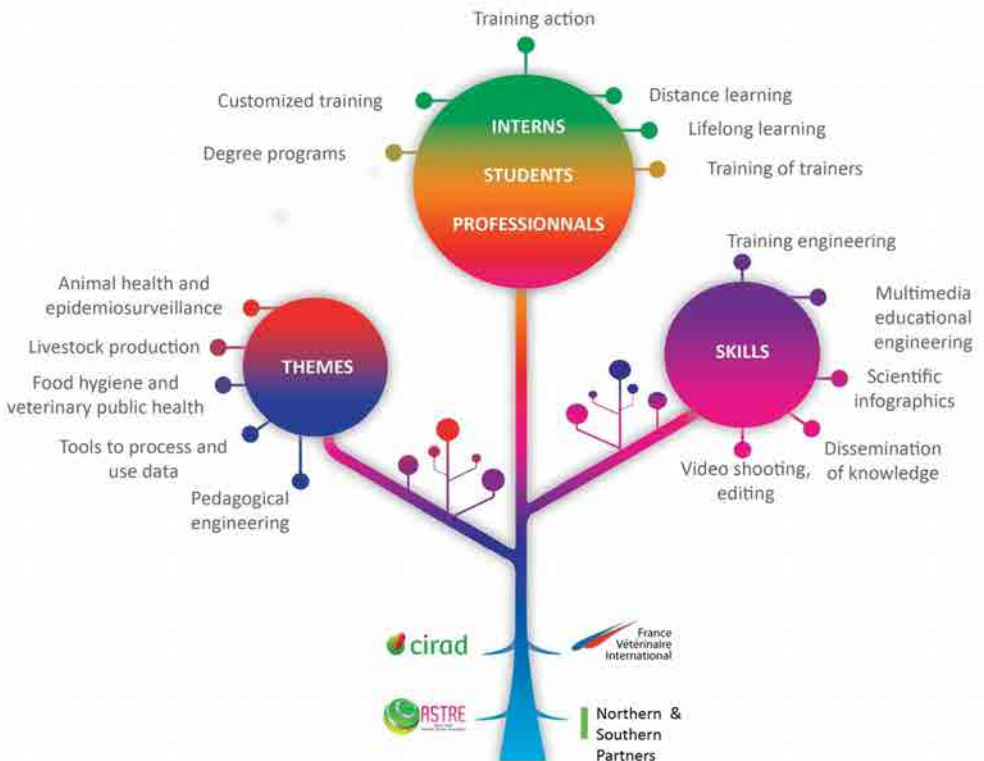 Training action
Customized training
Distance learning
INTERNS
Lifelong learning
Degree programs
STUDENTS
Training of trainers
PROFESSIONNALS
Training engineering
Animal health and
epidemiosurveillance
Livestock production
THEMES
Food hygiene and
veterinary public health
Tools to process and
use data
Pedagogical
engineering
Multimedia
educational
engineering
SKILLS
Scientific
infographics
Dissemination
of knowledge
Video shooting,
editing
cirad
France
Vétérinaire
International
ASTRE
Northern &
Southern
Partners